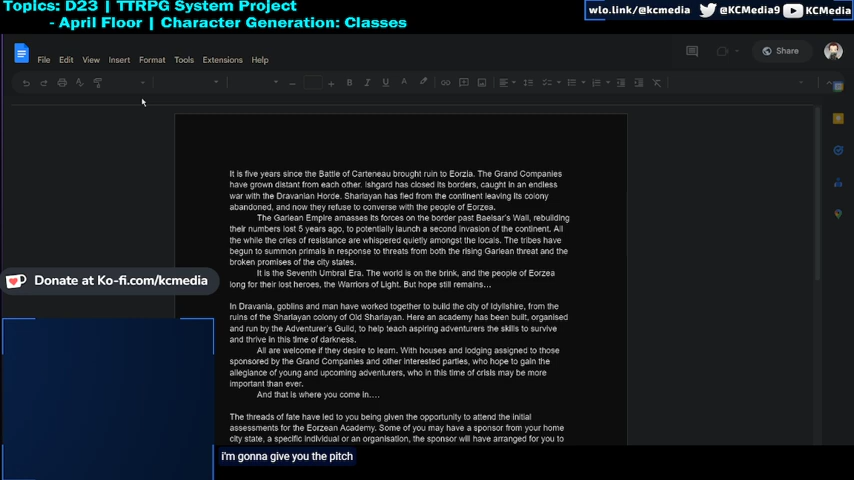 Topics: D23 | TTRPG System Project
- April Floor | Character Generation: Classes
wlo.link/@kcmedia @KCMedia9 KCMedia
File Edit View Insert Format Tools Extensions Help
Share
It is five years since the Battle of Carteneau brought ruin to Eorzia. The Grand Companies
have grown distant from each other. Ishgard has closed its borders, caught in an endless
war with the Dravanian Horde. Sharlayan has fled from the continent leaving its colony
abandoned, and now they refuse to converse with the people of Eorzea.
The Garlean Empire amasses its forces on the border past Baelsar's Wall, rebuilding
their numbers lost 5 years ago, to potentially launch a second invasion of the continent. All
the while the cries of resistance are whispered quietly amongst the locals. The tribes have
begun to summon primals in response to threats from both the rising Garlean threat and the
broken promises of the city states.
It is the Seventh Umbral Era. The world is on the brink, and the people of Eorzea
long for their lost heroes, the Warriors of Light. But hope still remains...
Donate at Ko-fi.com/kcmedia
In Dravania, goblins and man have worked together to build the city of Idyllshire, from the
ruins of the Sharlayan colony of Old Sharlayan. Here an academy has been built, organised
and run by the Adventurer's Guild, to help teach aspiring adventurers the skills to survive
and thrive in this time of darkness.
All are welcome if they desire to learn. With houses and lodging assigned to those
sponsored by the Grand Companies and other interested parties, who hope to gain the
allegiance of young and upcoming adventurers, who in this time of crisis may be more
important than ever.
And that is where you come in....
The threads of fate have led to you being given the opportunity to attend the initial
assessments for the Eorzean Academy. Some of you may have a sponsor from your home
city state, a specific individual or an organisation, the sponsor will have arranged for you to
i'm gonna give you the pitch